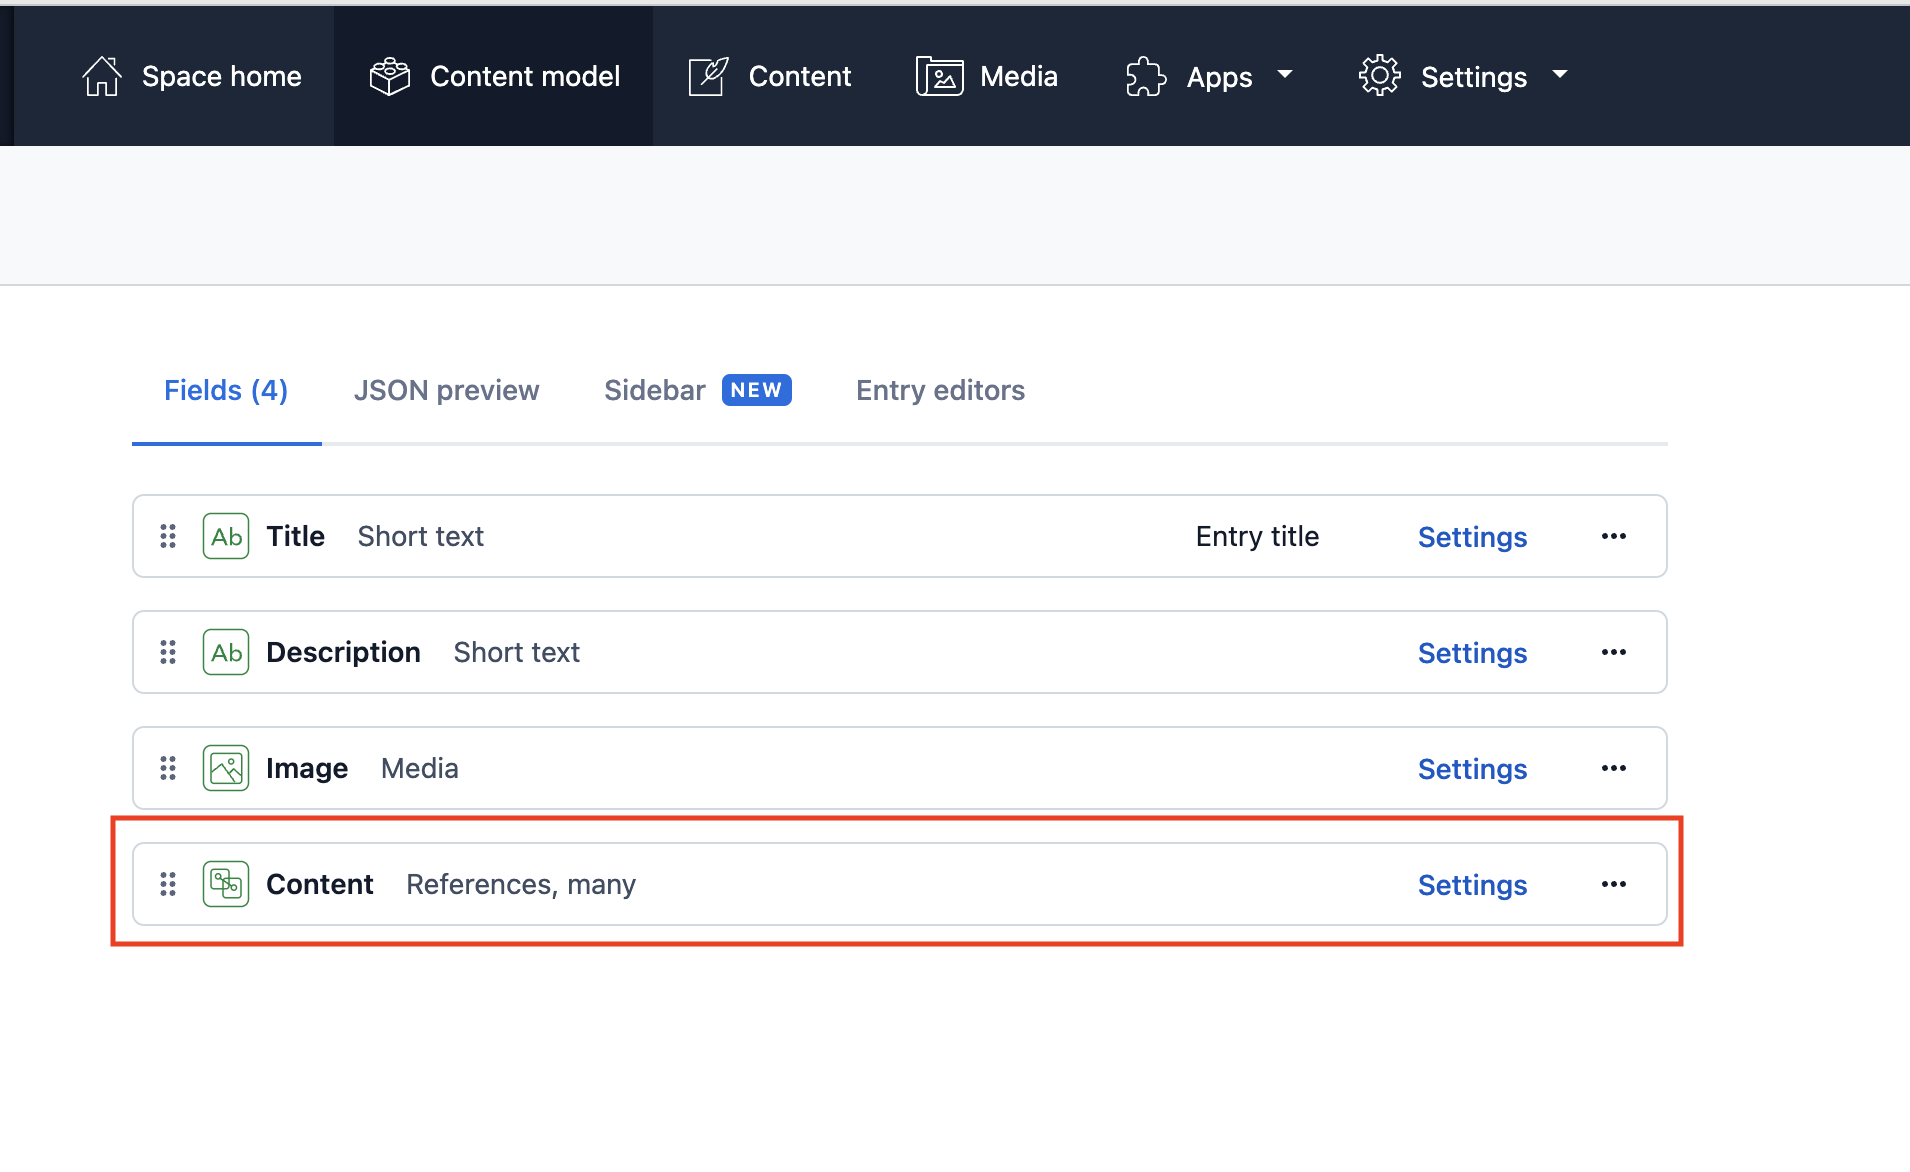 Space home Content model Content Media Apps Settings
Fields (4) JSON preview Sidebar NEW Entry editors
Ab Title Short text Entry title Settings
Ab Description Short text Settings
Image Media Settings
Content References, many Settings